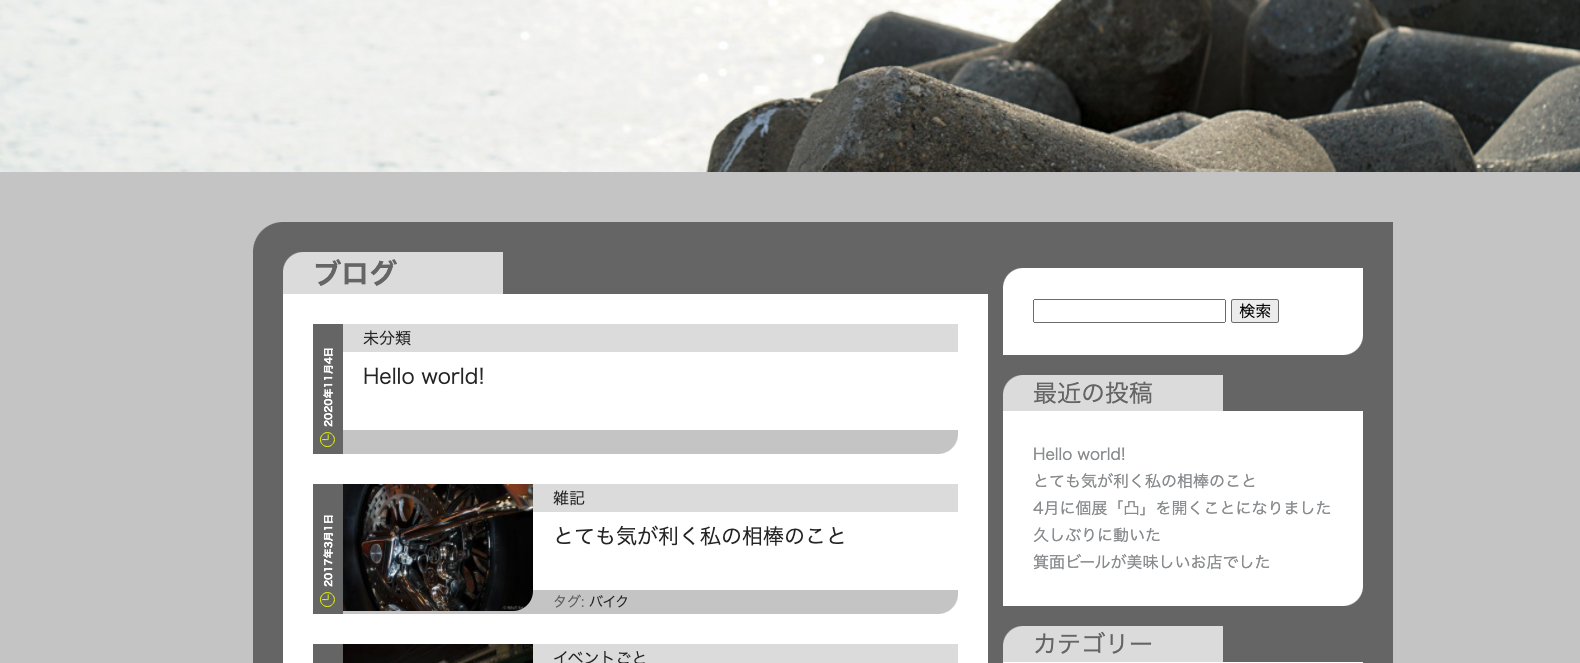 ブログ
未分類
2020年11月4日
Hello world!
雑記
2017年3月1日
とても気が利く私の相棒のこと
タグ: バイク
イベントごと
検索
最近の投稿
Hello world!
とても気が利く私の相棒のこと
4月に個展「凸」を開くことになりました
久しぶりに動いた
箕面ビールが美味しいお店でした
カテゴリー